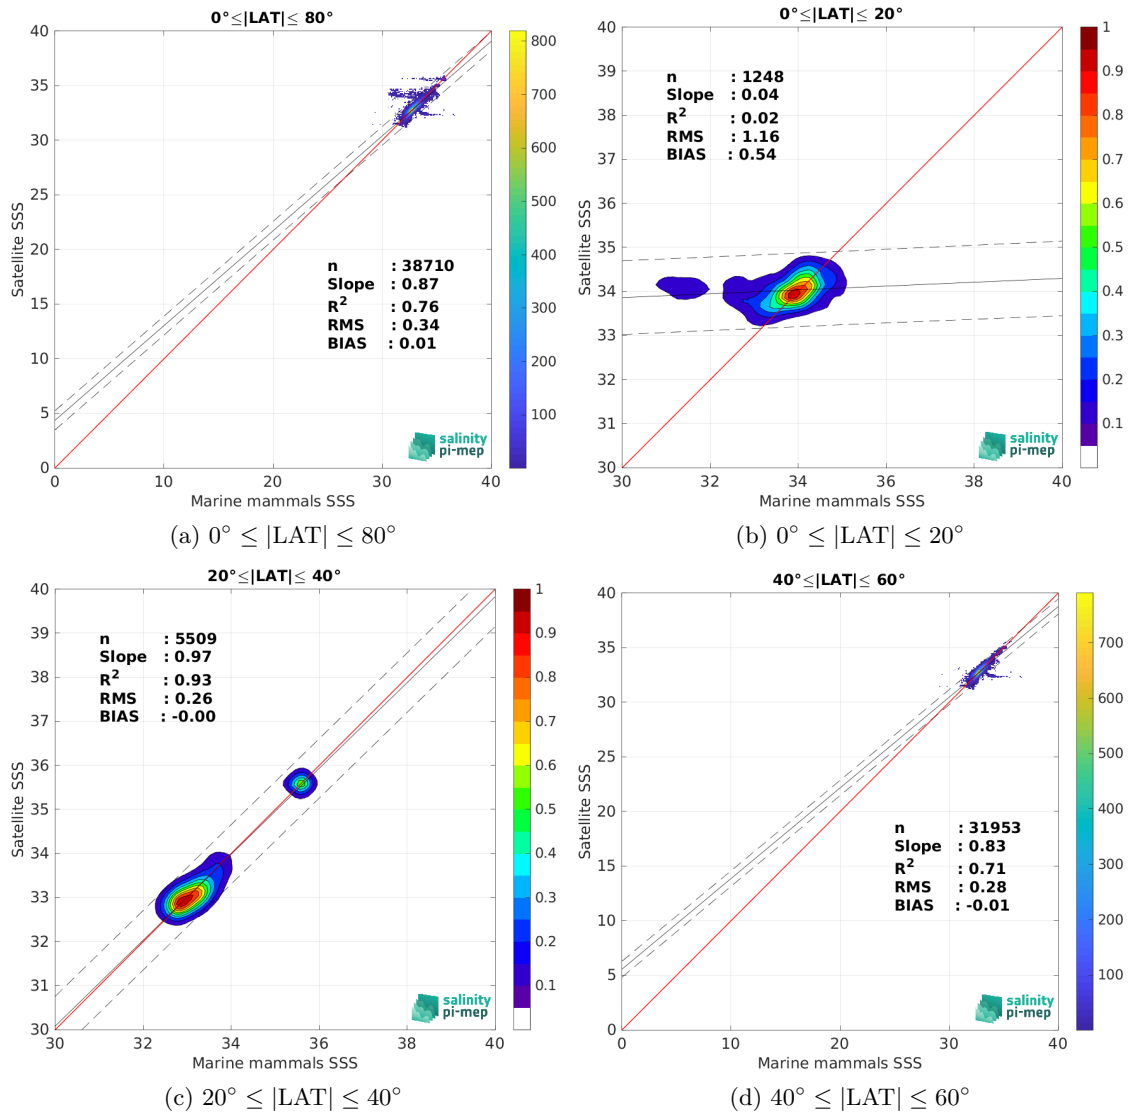 0°≤|LAT|≤ 80°
40
35
30
25
20
15
10
5
0
0
10
20
30
40
800
700
600
500
400
300
200
100
Satellite SSS
Marine mammals SSS
n : 38710
Slope : 0.87
R² : 0.76
RMS : 0.34
BIAS : 0.01
salinity
pi-mep
(a) 0° ≤ |LAT| ≤ 80°
0°≤|LAT|≤ 20°
40
39
38
37
36
35
34
33
32
31
30
30
32
34
36
38
40
1
0.9
0.8
0.7
0.6
0.5
0.4
0.3
0.2
0.1
Satellite SSS
Marine mammals SSS
n : 1248
Slope : 0.04
R² : 0.02
RMS : 1.16
BIAS : 0.54
salinity
pi-mep
(b) 0° ≤ |LAT| ≤ 20°
20°≤|LAT|≤ 40°
40
39
38
37
36
35
34
33
32
31
30
30
32
34
36
38
40
1
0.9
0.8
0.7
0.6
0.5
0.4
0.3
0.2
0.1
Satellite SSS
Marine mammals SSS
n : 5509
Slope : 0.97
R² : 0.93
RMS : 0.26
BIAS : -0.00
salinity
pi-mep
(c) 20° ≤ |LAT| ≤ 40°
40°≤|LAT|≤ 60°
40
35
30
25
20
15
10
5
0
0
10
20
30
40
700
600
500
400
300
200
100
Satellite SSS
Marine mammals SSS
n : 31953
Slope : 0.83
R² : 0.71
RMS : 0.28
BIAS : -0.01
salinity
pi-mep
(d) 40° ≤ |LAT| ≤ 60°